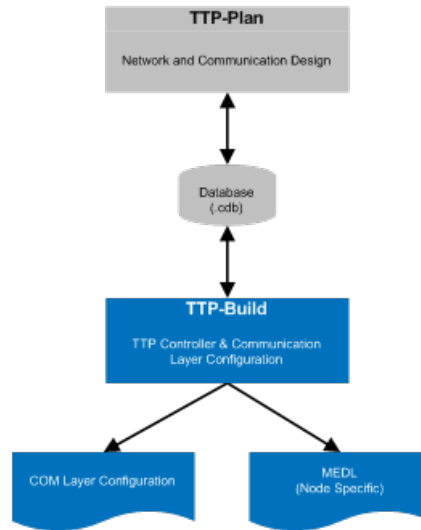 TTP-Plan
Network and Communication Design
Database
(.cdb)
TTP-Build
TTP Controller & Communication
Layer Configuration
COM Layer Configuration
MEDL
(Node Specific)